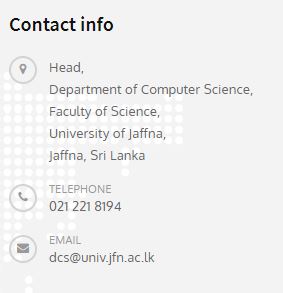 Contact info
Head,
Department of Computer Science,
Faculty of Science,
University of Jaffna,
Jaffna, Sri Lanka
TELEPHONE
021 221 8194
EMAIL
dcs@univ.jfn.ac.lk